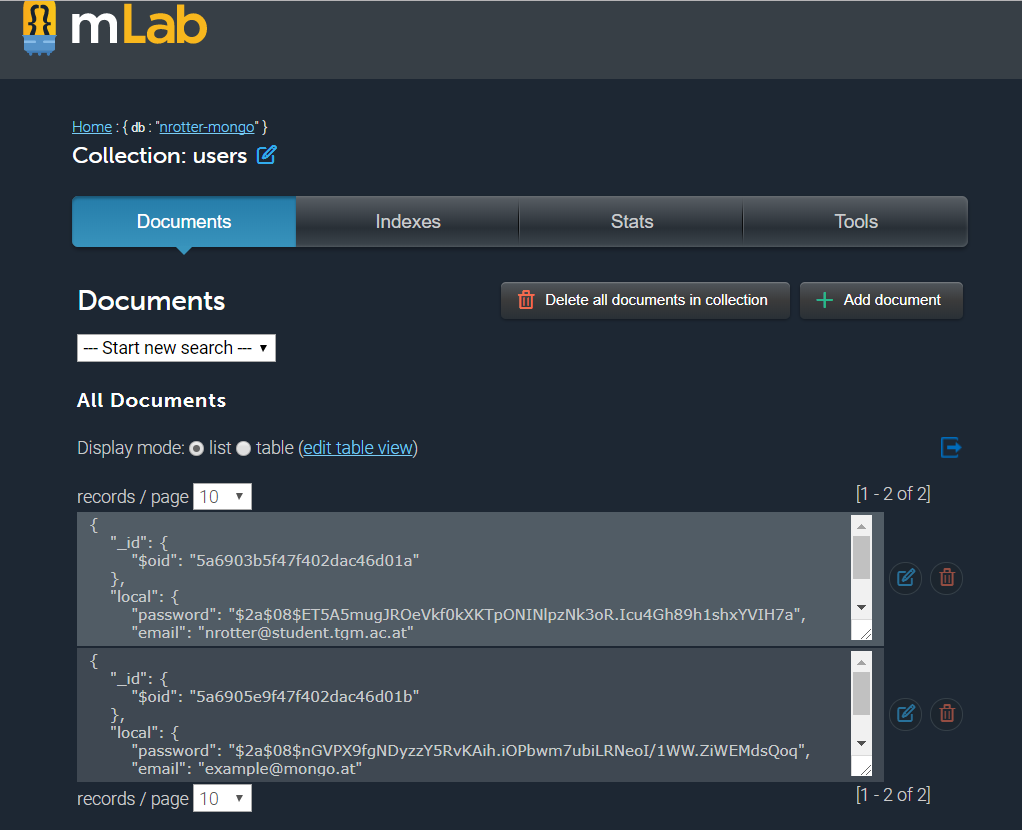 mLab
Home : { db : "nrotter-mongo" }
Collection: users
Documents Indexes Stats Tools
Documents
Delete all documents in collection
Add document
--- Start new search ---
All Documents
Display mode: list table (edit table view)
records / page 10
[1 - 2 of 2]
{
"_id": {
"$oid": "5a6903b5f47f402dac46d01a"
},
"local": {
"password": "$2a$08$ET5A5mugJROeVkf0kXKTpONINlpzNk3oR.Icu4Gh89h1shxYVIH7a",
"email": "nrotter@student.tgm.ac.at"
{
"_id": {
"$oid": "5a6905e9f47f402dac46d01b"
},
"local": {
"password": "$2a$08$nGVPX9fgNDyzzY5RvKAih.iOPbwm7ubiLRNeoI/1WW.ZiWEMdsQoq",
"email": "example@mongo.at"
records / page 10
[1 - 2 of 2]